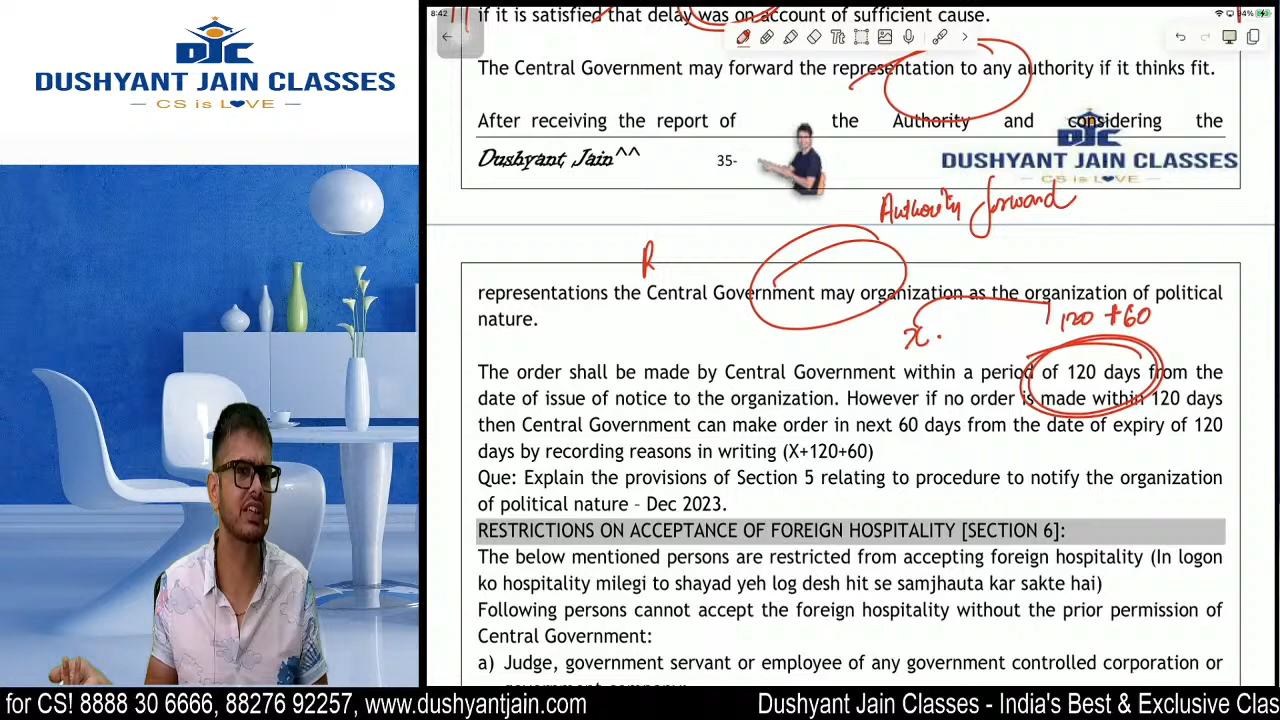 DJC
DUSHYANT JAIN CLASSES
CS is L VE
8:42
94%
if it is satisfied that delay was on account of sufficient cause.
Tt
The Central Government may forward the representation to any authority if it thinks fit.
After receiving the report of the Authority and considering the
Dushyant Jain^^
35-
DJC
DUSHYANT JAIN CLASSES
CS is L VE
Authority forward
R
representations the Central Government may organization as the organization of political
nature.
X
120 +60
The order shall be made by Central Government within a period of 120 days from the
date of issue of notice to the organization. However if no order is made within 120 days
then Central Government can make order in next 60 days from the date of expiry of 120
days by recording reasons in writing (X+120+60)
Que: Explain the provisions of Section 5 relating to procedure to notify the organization
of political nature – Dec 2023.
RESTRICTIONS ON ACCEPTANCE OF FOREIGN HOSPITALITY [SECTION 6]:
The below mentioned persons are restricted from accepting foreign hospitality (In logon
ko hospitality milegi to shayad yeh log desh hit se samjhauta kar sakte hai)
Following persons cannot accept the foreign hospitality without the prior permission of
Central Government:
a) Judge, government servant or employee of any government controlled corporation or
for CS! 8888 30 6666, 88276 92257, www.dushyantjain.com
Dushyant Jain Classes - India's Best & Exclusive Clas